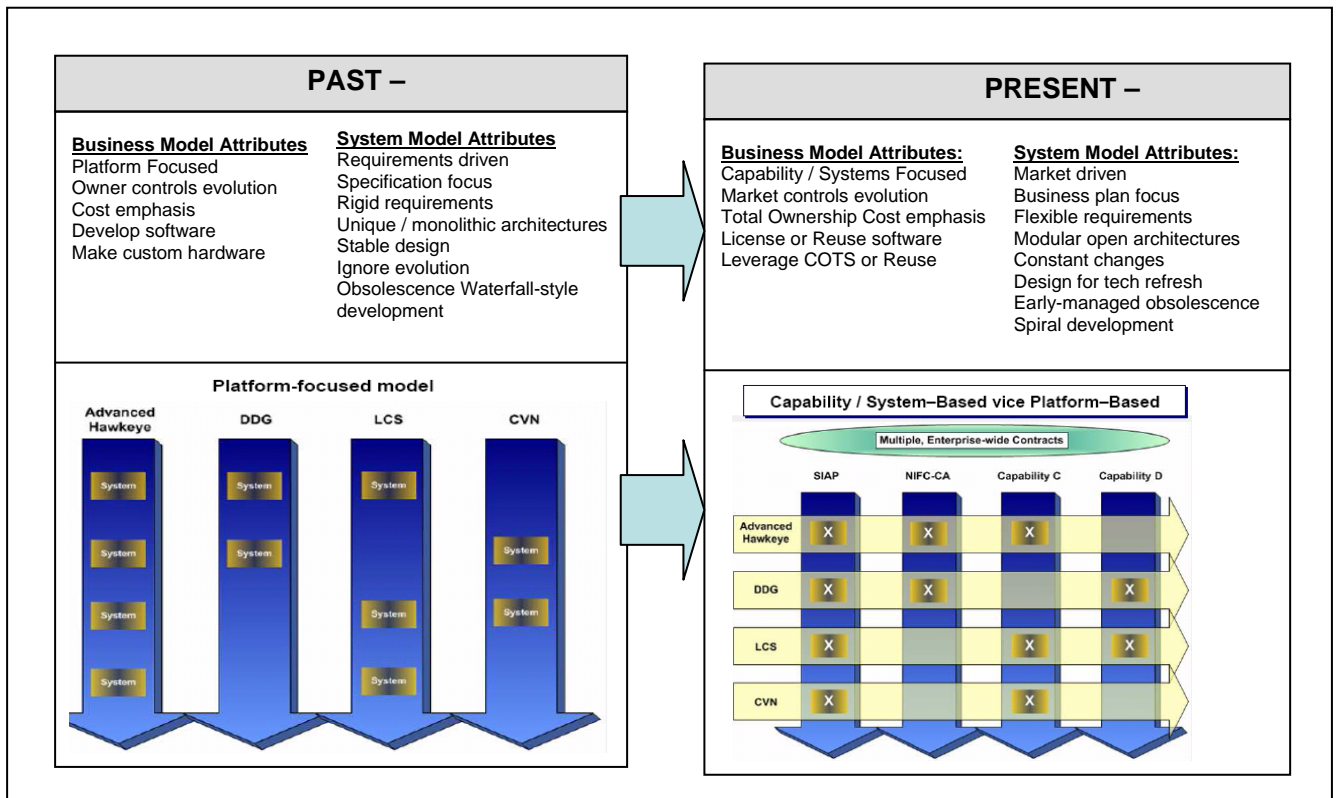 PAST –
Business Model Attributes
Platform Focused
Owner controls evolution
Cost emphasis
Develop software
Make custom hardware
System Model Attributes
Requirements driven
Specification focus
Rigid requirements
Unique / monolithic architectures
Stable design
Ignore evolution
Obsolescence Waterfall-style
development
Platform-focused model
Advanced
Hawkeye
DDG
LCS
CVN
System
System
System
System
System
System
System
System
System
System
System
PRESENT –
Business Model Attributes:
Capability / Systems Focused
Market controls evolution
Total Ownership Cost emphasis
License or Reuse software
Leverage COTS or Reuse
System Model Attributes:
Market driven
Business plan focus
Flexible requirements
Modular open architectures
Constant changes
Design for tech refresh
Early-managed obsolescence
Spiral development
Capability / System–Based vice Platform–Based
Multiple, Enterprise-wide Contracts
SIAP NIFC-CA Capability C Capability D
Advanced
Hawkeye
X X X
DDG X X X
LCS X X X
CVN X X